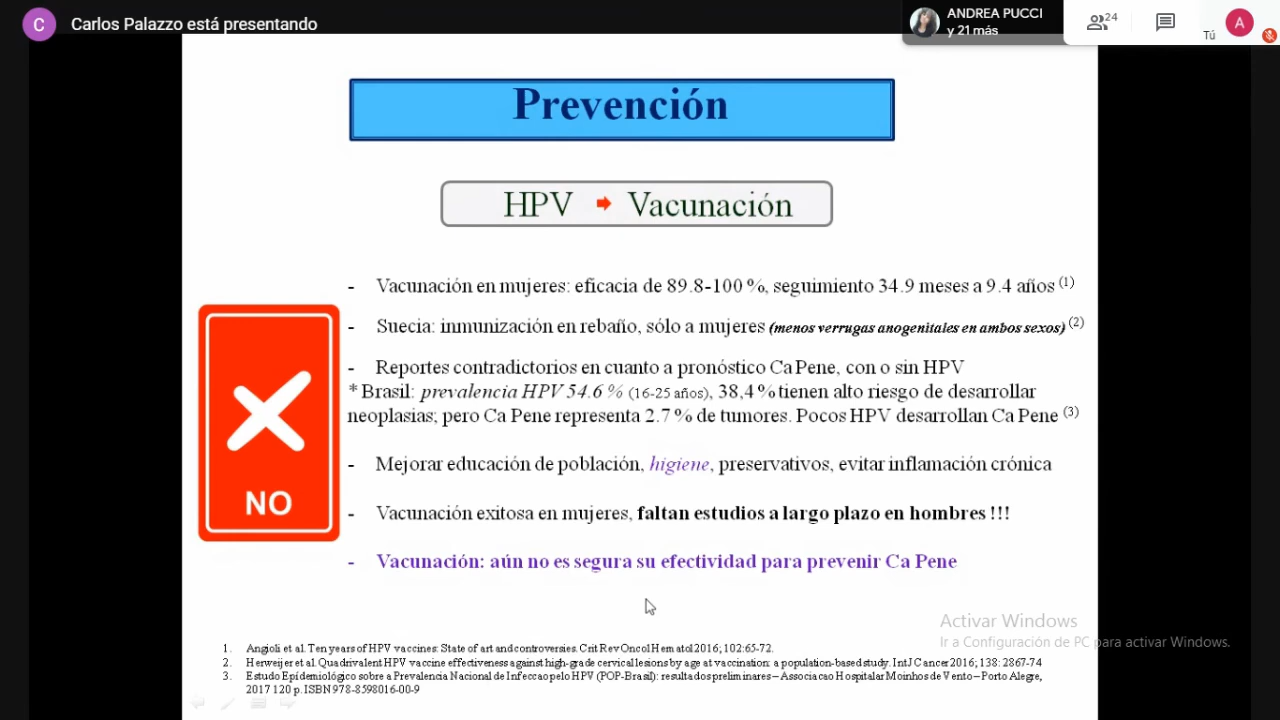 C Carlos Palazzo está presentando
ANDREA PUCCI
y 21 más
24
Tú
A
Prevención
HPV Vacunación
- Vacunación en mujeres: eficacia de 89.8-100 %, seguimiento 34.9 meses a 9.4 años (1)
- Suecia: inmunización en rebaño, sólo a mujeres (menos verrugas anogenitales en ambos sexos) (2)
- Reportes contradictorios en cuanto a pronóstico Ca Pene, con o sin HPV
* Brasil: prevalencia HPV 54.6 % (16-25 años), 38,4 % tienen alto riesgo de desarrollar
neoplasias; pero Ca Pene representa 2.7 % de tumores. Pocos HPV desarrollan Ca Pene (3)
- Mejorar educación de población, higiene, preservativos, evitar inflamación crónica
- Vacunación exitosa en mujeres, faltan estudios a largo plazo en hombres !!!
- Vacunación: aún no es segura su efectividad para prevenir Ca Pene
NO
Activar Windows
Ir a Configuración de PC para activar Windows.
1. Angioli et al. Ten years of HPV vaccines: State of art and controversies. Crit Rev Oncol Hematol 2016; 102:65-72.
2. Herweijer et al. Quadrivalent HPV vaccine effectiveness against high-grade cervical lesions by age at vaccination: a population-based study. Int J Cancer 2016; 138: 2867-74
3. Estudo Epidemiológico sobre a Prevalencia Nacional de Infeccao pelo HPV (POP-Brasil): resultados preliminares – Associacao Hospitalar Moinhos de Vento – Porto Alegre,
2017 120 p. ISBN 978-8598016-00-9